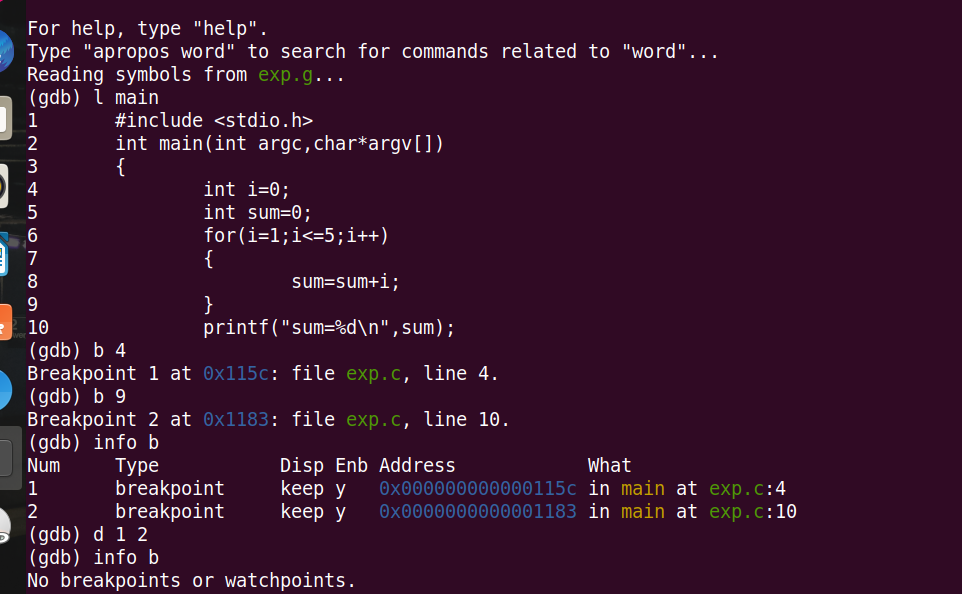 For help, type "help".
Type "apropos word" to search for commands related to "word"...
Reading symbols from exp.g...
(gdb) l main
1       #include <stdio.h>
2       int main(int argc,char*argv[])
3       {
4               int i=0;
5               int sum=0;
6               for(i=1;i<=5;i++)
7               {
8                       sum=sum+i;
9               }
10              printf("sum=%d\n",sum);
(gdb) b 4
Breakpoint 1 at 0x115c: file exp.c, line 4.
(gdb) b 9
Breakpoint 2 at 0x1183: file exp.c, line 10.
(gdb) info b
Num     Type           Disp Enb Address            What
1       breakpoint     keep y   0x000000000000115c in main at exp.c:4
2       breakpoint     keep y   0x0000000000001183 in main at exp.c:10
(gdb) d 1 2
(gdb) info b
No breakpoints or watchpoints.